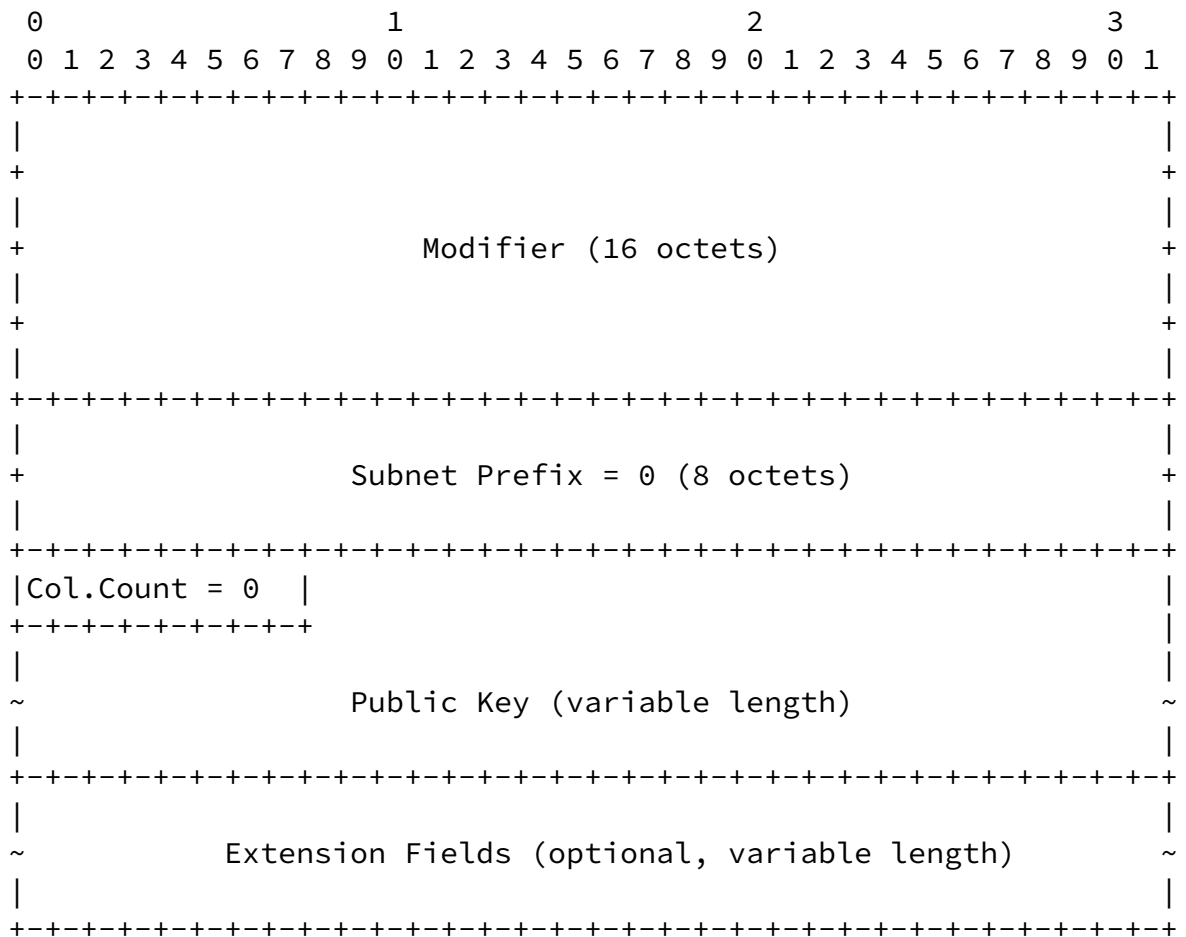 0                   1                   2                   3
 0 1 2 3 4 5 6 7 8 9 0 1 2 3 4 5 6 7 8 9 0 1 2 3 4 5 6 7 8 9 0 1
+-+-+-+-+-+-+-+-+-+-+-+-+-+-+-+-+-+-+-+-+-+-+-+-+-+-+-+-+-+-+-+-+
|                                                               |
+                                                               +
|                                                               |
+                      Modifier (16 octets)                     +
|                                                               |
+                                                               +
|                                                               |
+-+-+-+-+-+-+-+-+-+-+-+-+-+-+-+-+-+-+-+-+-+-+-+-+-+-+-+-+-+-+-+-+
|                                                               |
+                  Subnet Prefix = 0 (8 octets)                 +
|                                                               |
+-+-+-+-+-+-+-+-+-+-+-+-+-+-+-+-+-+-+-+-+-+-+-+-+-+-+-+-+-+-+-+-+
|Col.Count = 0  |                                               |
+-+-+-+-+-+-+-+-+                                               |
|                                                               |
~                  Public Key (variable length)                 ~
|                                                               |
+-+-+-+-+-+-+-+-+-+-+-+-+-+-+-+-+-+-+-+-+-+-+-+-+-+-+-+-+-+-+-+-+
|                                                               |
~           Extension Fields (optional, variable length)        ~
|                                                               |
+-+-+-+-+-+-+-+-+-+-+-+-+-+-+-+-+-+-+-+-+-+-+-+-+-+-+-+-+-+-+-+-+